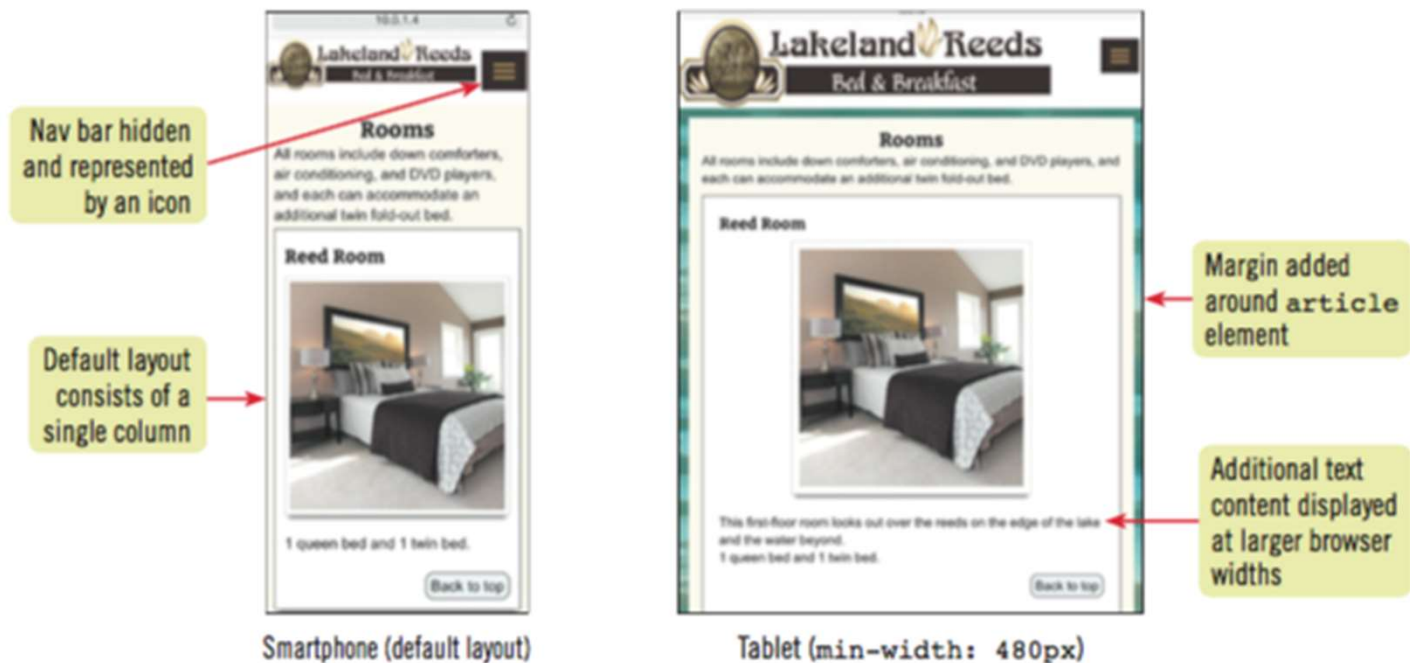 10.0.1.4
Lakeland Reeds
Bed & Breakfast
Nav bar hidden
and represented
by an icon
Rooms
All rooms include down comforters,
air conditioning, and DVD players,
and each can accommodate an
additional twin fold-out bed.
Reed Room
Default layout
consists of a
single column
1 queen bed and 1 twin bed.
Back to top
Smartphone (default layout)
Lakeland Reeds
Bed & Breakfast
Rooms
All rooms include down comforters, air conditioning, and DVD players, and
each can accommodate an additional twin fold-out bed.
Reed Room
Margin added
around article
element
This first-floor room looks out over the reeds on the edge of the lake
and the water beyond.
1 queen bed and 1 twin bed.
Back to top
Additional text
content displayed
at larger browser
widths
Tablet (min-width: 480px)